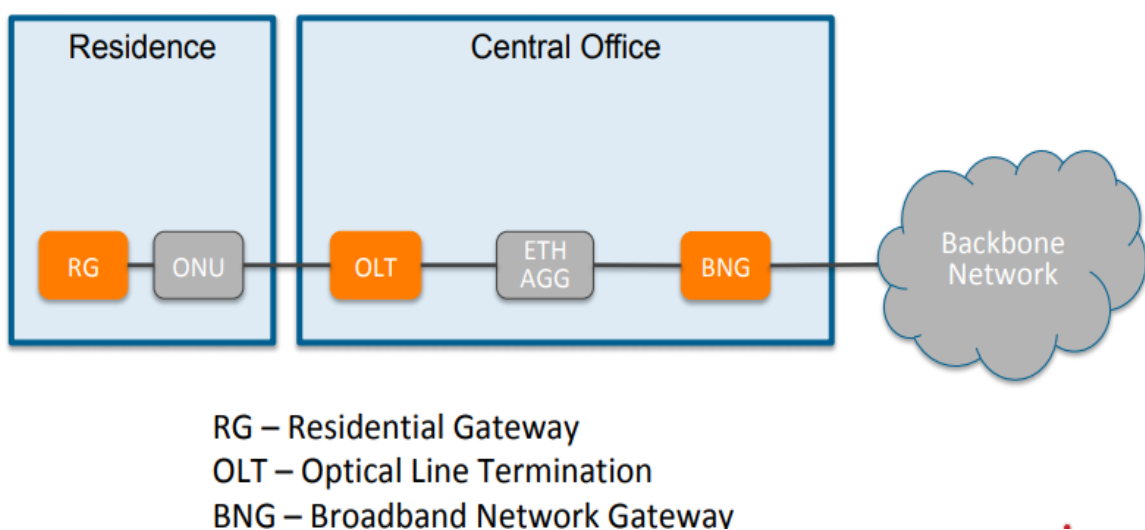 Residence
Central Office
RG
ONU
OLT
ETH
AGG
BNG
Backbone
Network
RG – Residential Gateway
OLT – Optical Line Termination
BNG – Broadband Network Gateway